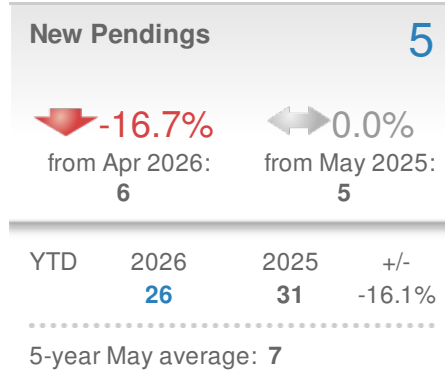 New Pendings 5
-16.7% 0.0%
from Apr 2026: from May 2025:
6 5
YTD 2026 2025 +/-
26 31 -16.1%
5-year May average: 7